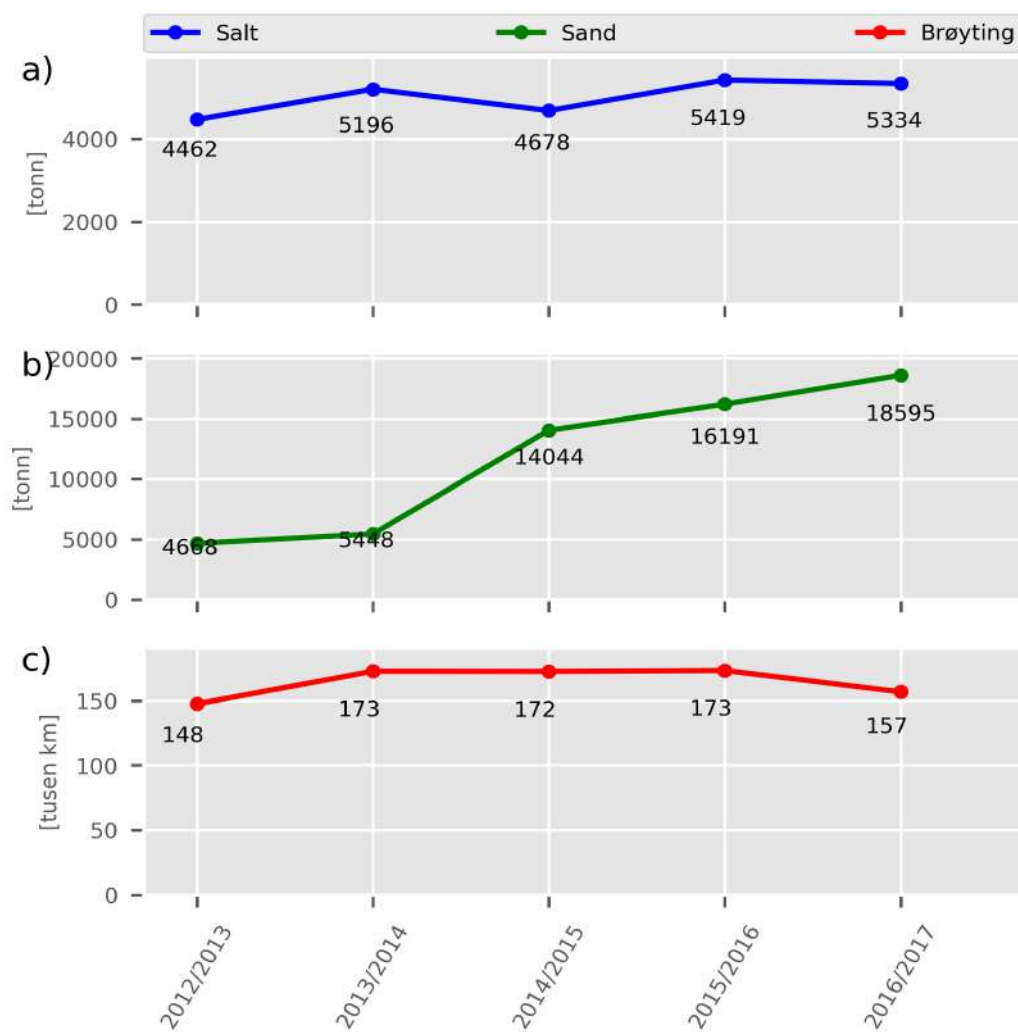 Salt Sand Brøyting
a)
4000
2000
0
[tonn]
4462 5196 4678 5419 5334
b)
20000
15000
10000
5000
0
[tonn]
4668 5448 14044 16191 18595
c)
150
100
50
0
[tusen km]
148 173 172 173 157
2012/2013 2013/2014 2014/2015 2015/2016 2016/2017